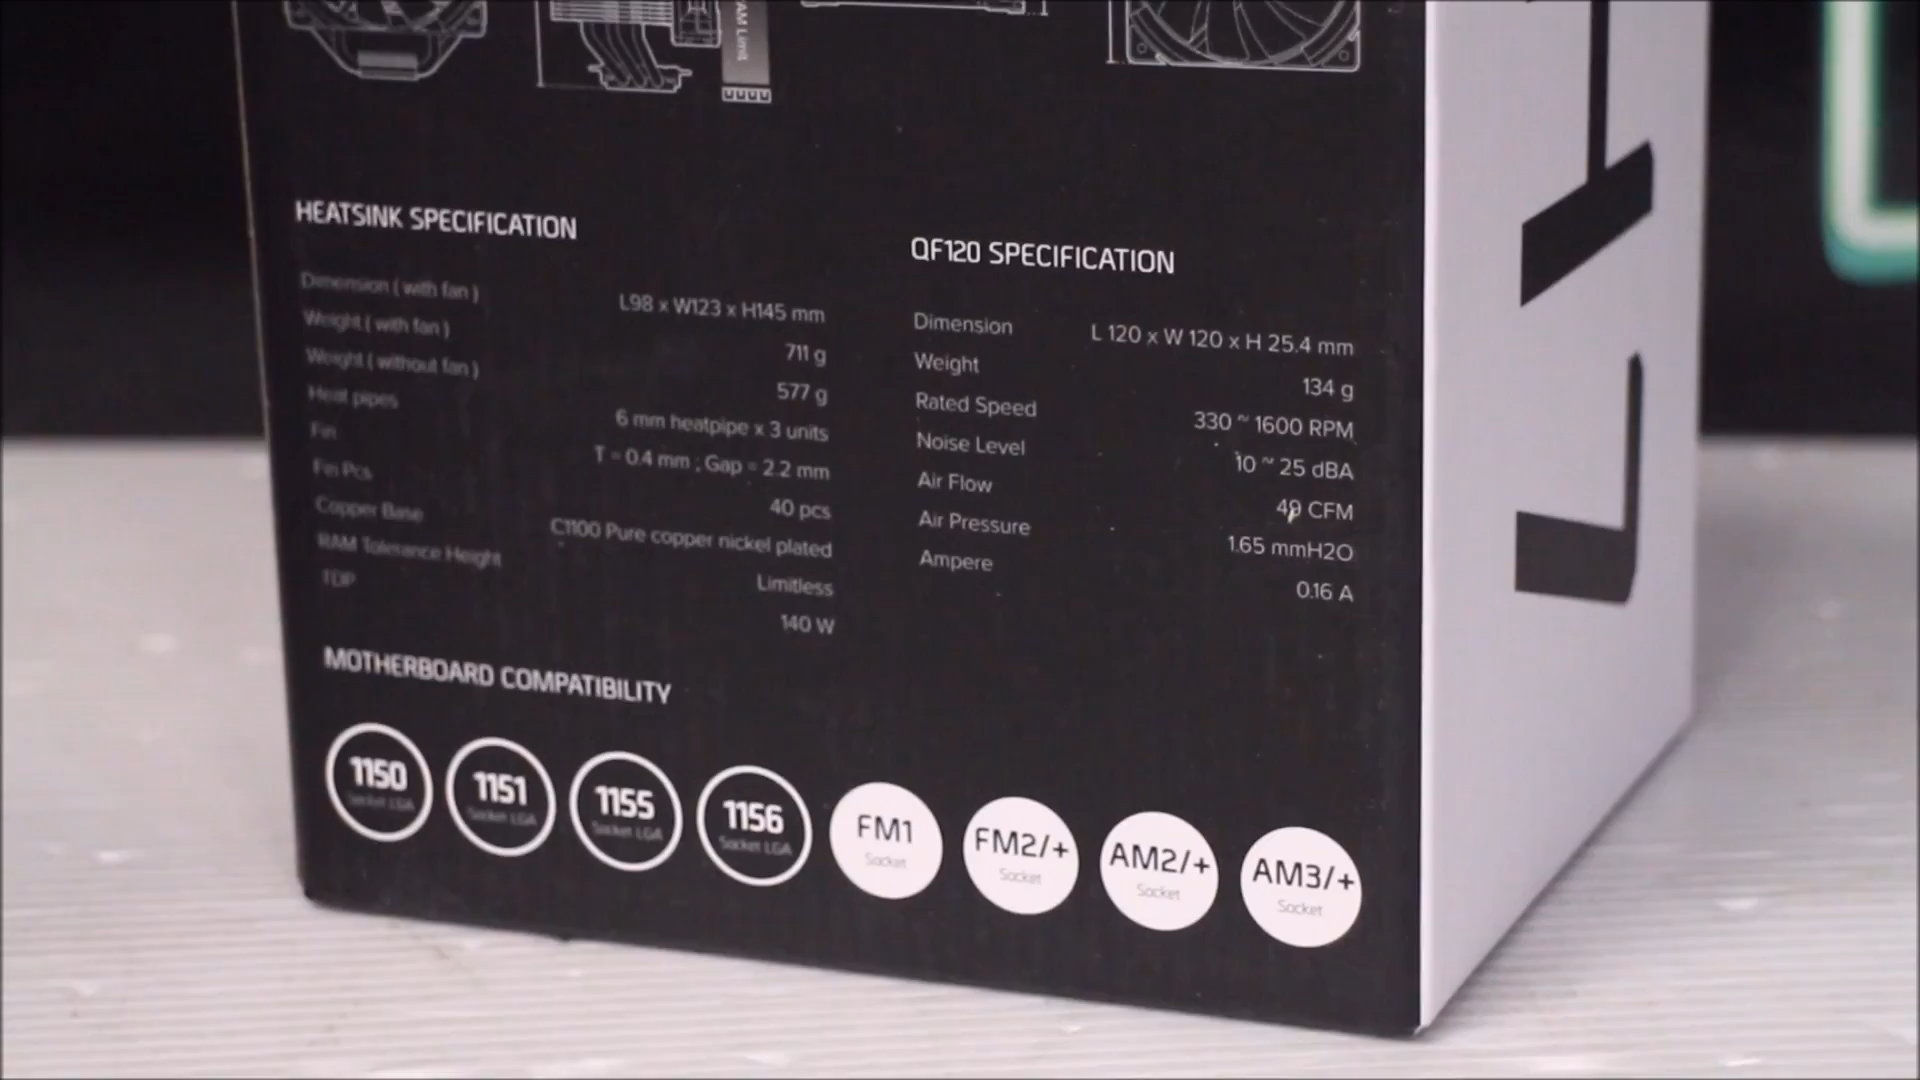 RAM Limit
HEATSINK SPECIFICATION
Dimension ( with fan ) L98 x W123 x H145 mm
Weight ( with fan ) 711 g
Weight ( without fan ) 577 g
Heat pipes 6 mm heatpipe x 3 units
Fin T = 0.4 mm ; Gap = 2.2 mm
Fin Pcs 40 pcs
Copper Base C1100 Pure copper nickel plated
RAM Tolerance Height Limitless
TDP 140 W
QF120 SPECIFICATION
Dimension L 120 x W 120 x H 25.4 mm
Weight 134 g
Rated Speed 330 ~ 1600 RPM
Noise Level 10 ~ 25 dBA
Air Flow 49 CFM
Air Pressure 1.65 mmH2O
Ampere 0.16 A
MOTHERBOARD COMPATIBILITY
1150 Socket LGA
1151 Socket LGA
1155 Socket LGA
1156 Socket LGA
FM1 Socket
FM2/+ Socket
AM2/+ Socket
AM3/+ Socket